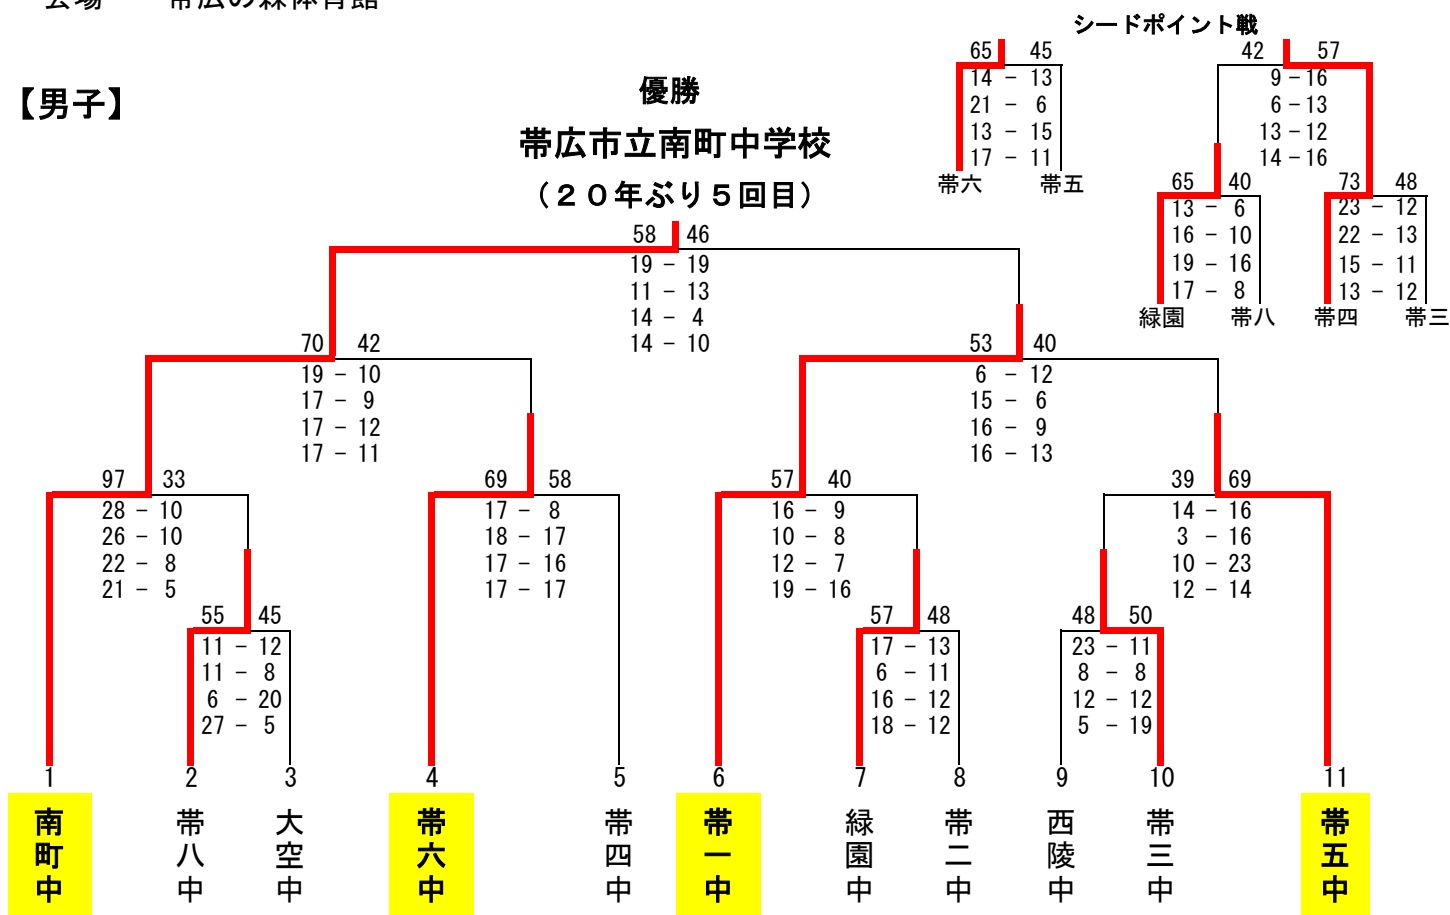 シードポイント戦
【男子】
優勝
帯広市立南町中学校
（２０年ぶり５回目）
65 45
14 - 13
21 - 6
13 - 15
17 - 11
帯六 帯五
42 57
9 - 16
6 - 13
13 - 12
14 - 16
65 40
13 - 6
16 - 10
19 - 16
17 - 8
緑園 帯八
73 48
23 - 12
22 - 13
15 - 11
13 - 12
帯四 帯三
58 46
19 - 19
11 - 13
14 - 4
14 - 10
70 42
19 - 10
17 - 9
17 - 12
17 - 11
53 40
6 - 12
15 - 6
16 - 9
16 - 13
97 33
28 - 10
26 - 10
22 - 8
21 - 5
69 58
17 - 8
18 - 17
17 - 16
17 - 17
57 40
16 - 9
10 - 8
12 - 7
19 - 16
39 69
14 - 16
3 - 16
10 - 23
12 - 14
55 45
11 - 12
11 - 8
6 - 20
27 - 5
57 48
17 - 13
6 - 11
16 - 12
18 - 12
48 50
23 - 11
8 - 8
12 - 12
5 - 19
1 2 3 4 5 6 7 8 9 10 11
南町中
帯八中
大空中
帯六中
帯四中
帯一中
緑園中
帯二中
西陵中
帯三中
帯五中